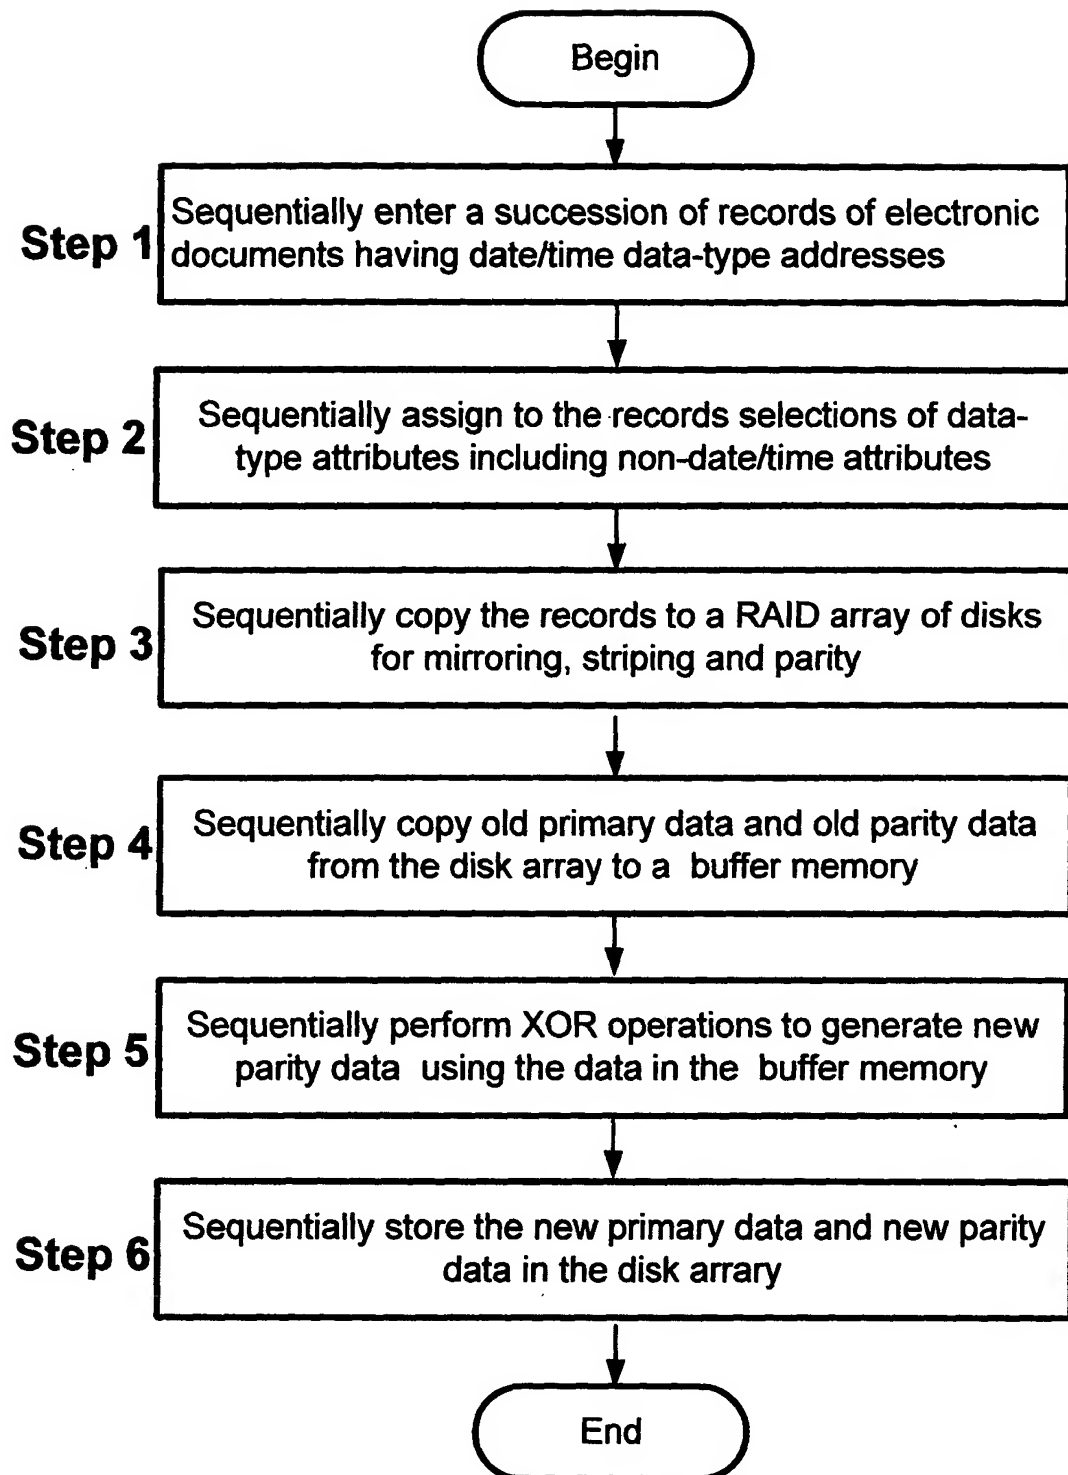 Begin
Step 1
Sequentially enter a succession of records of electronic
documents having date/time data-type addresses
Step 2
Sequentially assign to the records selections of data-
type attributes including non-date/time attributes
Step 3
Sequentially copy the records to a RAID array of disks
for mirroring, striping and parity
Step 4
Sequentially copy old primary data and old parity data
from the disk array to a buffer memory
Step 5
Sequentially perform XOR operations to generate new
parity data using the data in the buffer memory
Step 6
Sequentially store the new primary data and new parity
data in the disk arrary
End